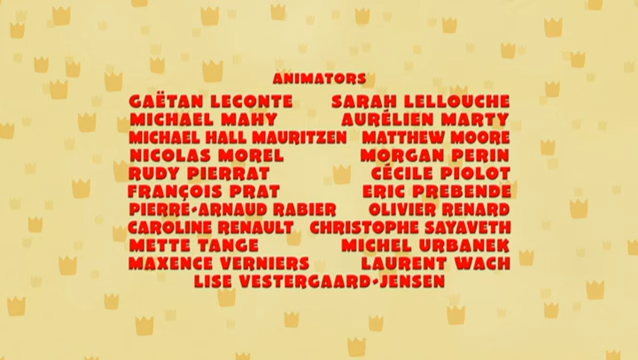 ANIMATORS
GAËTAN LECONTE SARAH LELLOUCHE
MICHAEL MAHY AURÉLIEN MARTY
MICHAEL HALL MAURITZEN MATTHEW MOORE
NICOLAS MOREL MORGAN PERIN
RUDY PIERRAT CÉCILE PIOLOT
FRANÇOIS PRAT ERIC PREBENDE
PIERRE-ARNAUD RABIER OLIVIER RENARD
CAROLINE RENAULT CHRISTOPHE SAYAVETH
METTE TANGE MICHEL URBANEK
MAXENCE VERNIERS LAURENT WACH
LISE VESTERGAARD-JENSEN